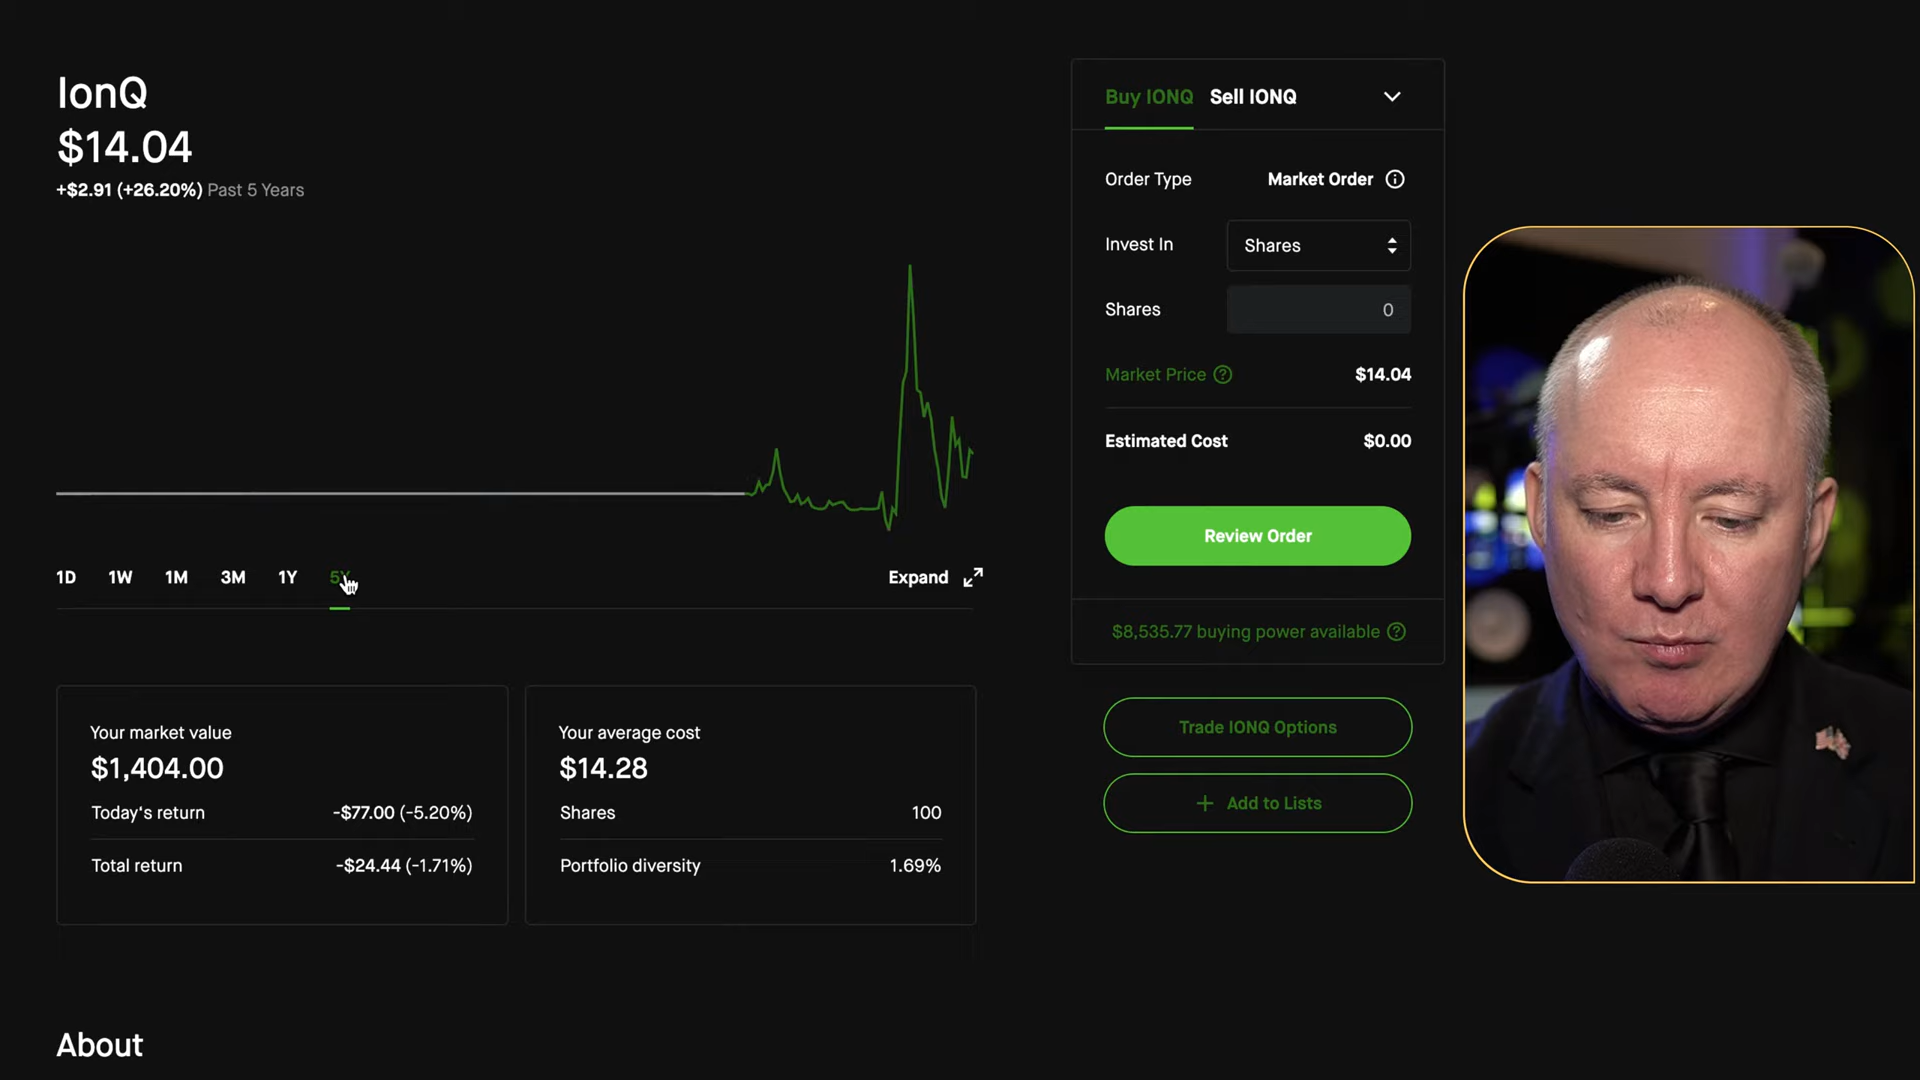 IonQ
$14.04
+$2.91 (+26.20%) Past 5 Years
1D 1W 1M 3M 1Y 5Y
Expand
Your market value
$1,404.00
Today's return -$77.00 (-5.20%)
Total return -$24.44 (-1.71%)
Your average cost
$14.28
Shares 100
Portfolio diversity 1.69%
About
Buy IONQ Sell IONQ
Order Type Market Order
Invest In Shares
Shares 0
Market Price $14.04
Estimated Cost $0.00
Review Order
$8,535.77 buying power available
Trade IONQ Options
+ Add to Lists